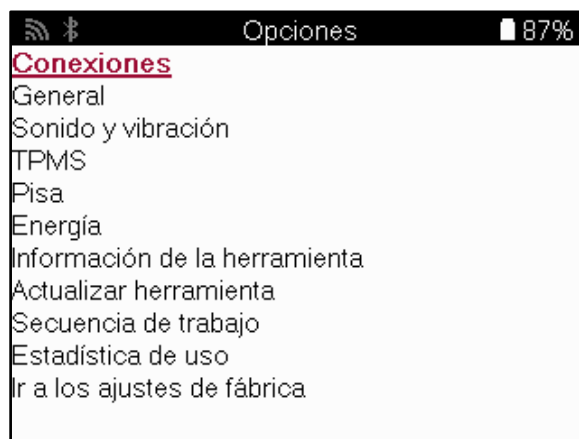 Opciones 87%
Conexiones
General
Sonido y vibración
TPMS
Pisa
Energía
Información de la herramienta
Actualizar herramienta
Secuencia de trabajo
Estadística de uso
Ir a los ajustes de fábrica